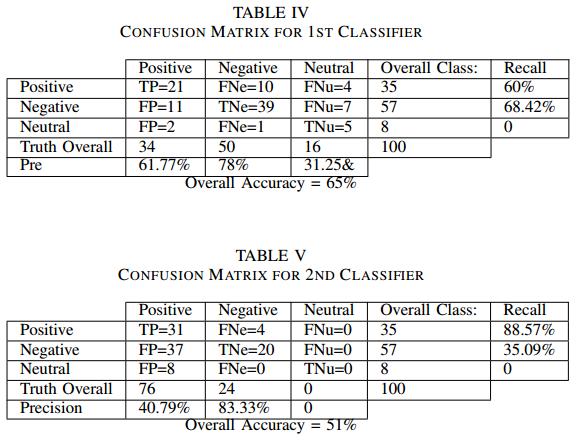 TABLE IV
CONFUSION MATRIX FOR 1ST CLASSIFIER
Positive Negative Neutral Overall Class: Recall
Positive TP=21 FNe=10 FNu=4 35 60%
Negative FP=11 TNe=39 FNu=7 57 68.42%
Neutral FP=2 FNe=1 TNu=5 8 0
Truth Overall 34 50 16 100
Pre 61.77% 78% 31.25&
Overall Accuracy = 65%
TABLE V
CONFUSION MATRIX FOR 2ND CLASSIFIER
Positive Negative Neutral Overall Class: Recall
Positive TP=31 FNe=4 FNu=0 35 88.57%
Negative FP=37 TNe=20 FNu=0 57 35.09%
Neutral FP=8 FNe=0 TNu=0 8 0
Truth Overall 76 24 0 100
Precision 40.79% 83.33% 0
Overall Accuracy = 51%